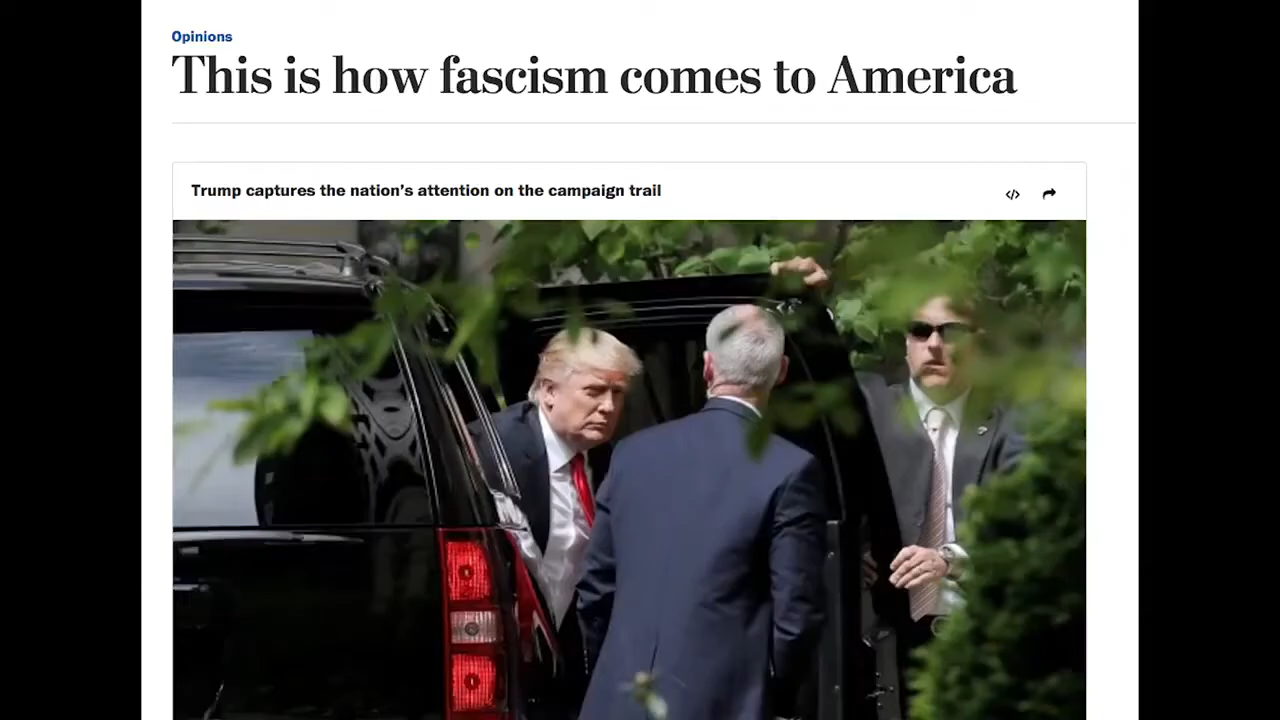 Opinions
This is how fascism comes to America
Trump captures the nation’s attention on the campaign trail